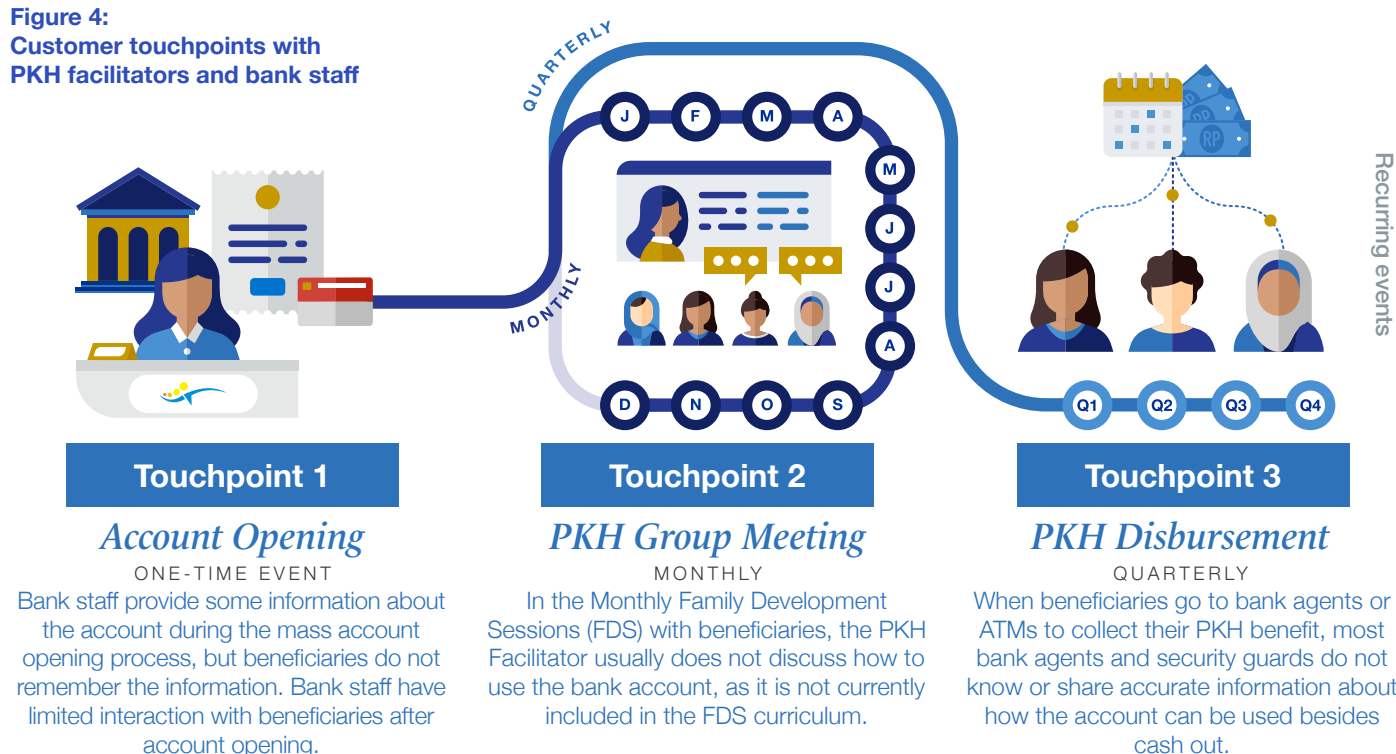 Figure 4:
Customer touchpoints with
PKH facilitators and bank staff
QUARTERLY
MONTHLY
J F M A
M
J
J
A
D N O S
RP
RP
RP
Q1 Q2 Q3 Q4
Recurring events
Touchpoint 1
Account Opening
ONE-TIME EVENT
Bank staff provide some information about
the account during the mass account
opening process, but beneficiaries do not
remember the information. Bank staff have
limited interaction with beneficiaries after
account opening.
Touchpoint 2
PKH Group Meeting
MONTHLY
In the Monthly Family Development
Sessions (FDS) with beneficiaries, the PKH
Facilitator usually does not discuss how to
use the bank account, as it is not currently
included in the FDS curriculum.
Touchpoint 3
PKH Disbursement
QUARTERLY
When beneficiaries go to bank agents or
ATMs to collect their PKH benefit, most
bank agents and security guards do not
know or share accurate information about
how the account can be used besides
cash out.